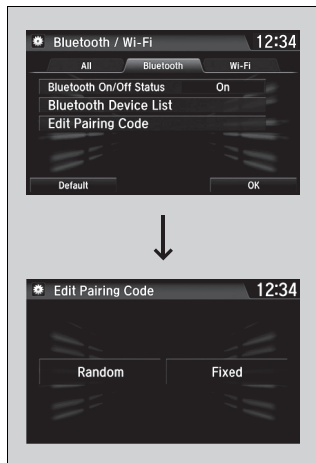 Bluetooth / Wi-Fi 12:34
All Bluetooth Wi-Fi
Bluetooth On/Off Status On
Bluetooth Device List
Edit Pairing Code
Default OK
Edit Pairing Code 12:34
Random Fixed